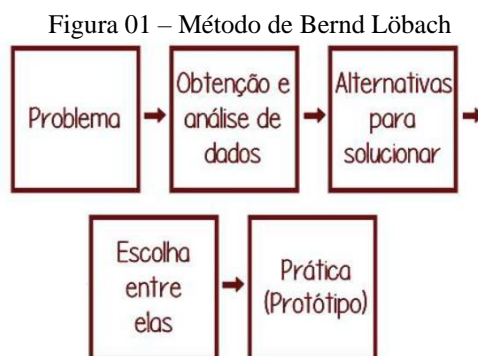 Figura 01 – Método de Bernd Löbach
Problema
Obtenção e
análise de
dados
Alternativas
para
solucionar
Escolha
entre
elas
Prática
(Protótipo)